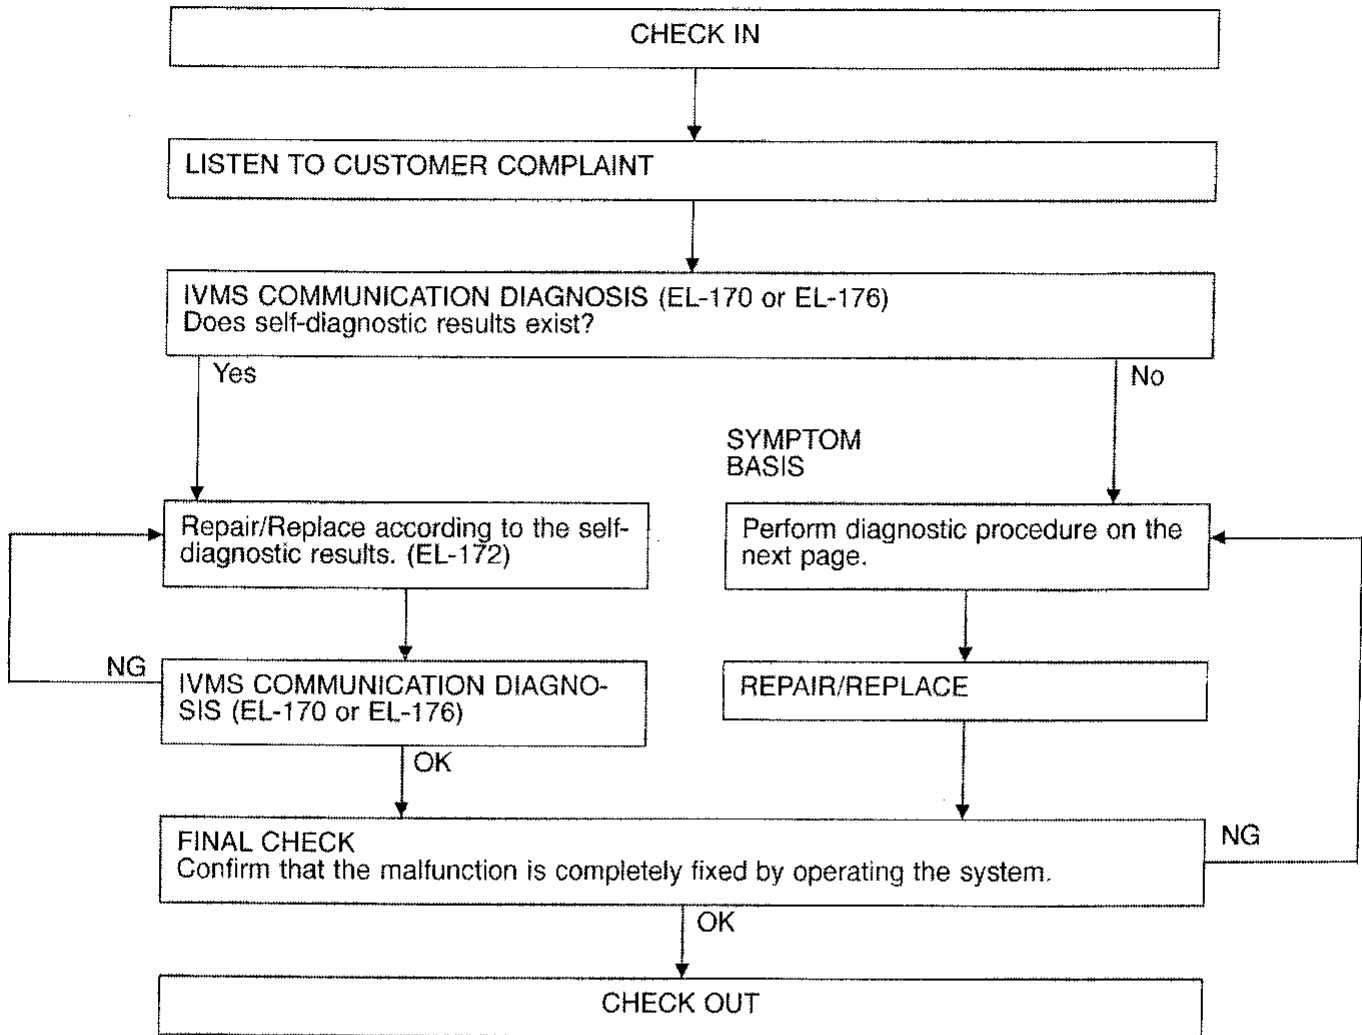 CHECK IN
LISTEN TO CUSTOMER COMPLAINT
IVMS COMMUNICATION DIAGNOSIS (EL-170 or EL-176)
Does self-diagnostic results exist?
Yes
No
SYMPTOM
BASIS
Repair/Replace according to the self-
diagnostic results. (EL-172)
Perform diagnostic procedure on the
next page.
NG
IVMS COMMUNICATION DIAGNO-
SIS (EL-170 or EL-176)
REPAIR/REPLACE
OK
FINAL CHECK
Confirm that the malfunction is completely fixed by operating the system.
NG
OK
CHECK OUT